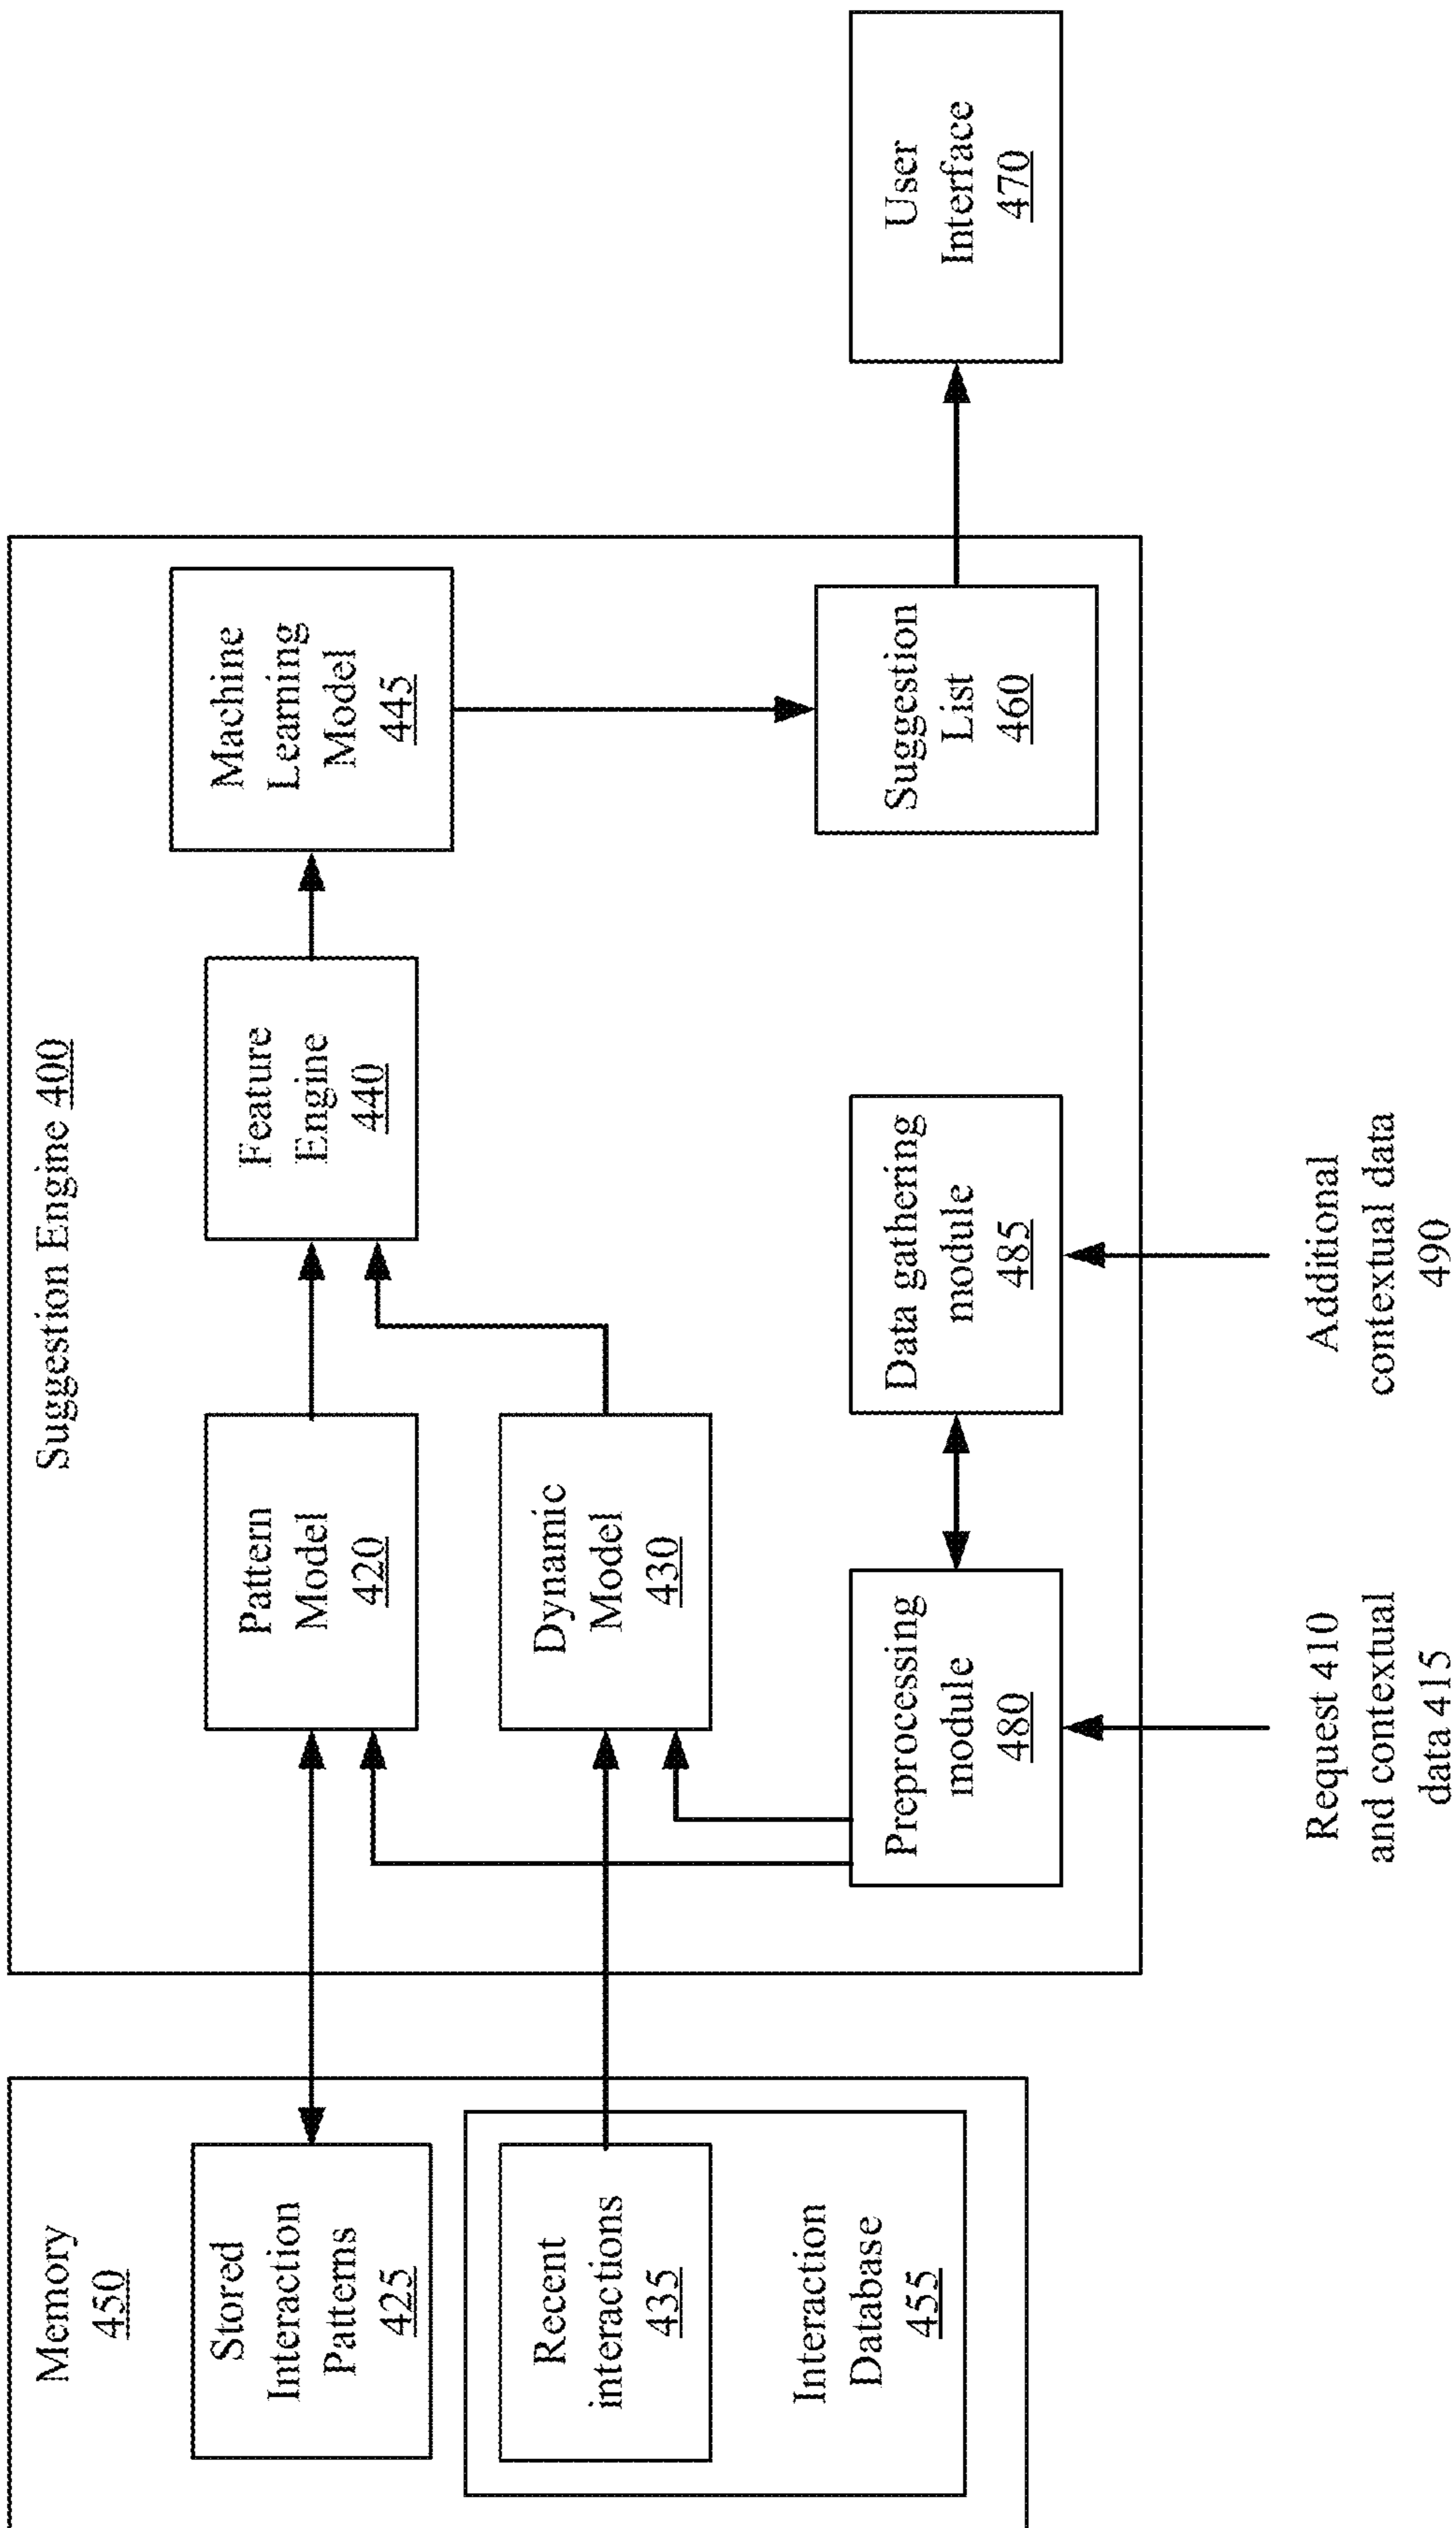 Memory
450
Stored
Interaction
Patterns
425
Recent
interactions
435
Interaction
Database
455
Suggestion Engine 400
Pattern
Model
420
Dynamic
Model
430
Preprocessing
module
480
Feature
Engine
440
Data gathering
module
485
Machine
Learning
Model
445
Suggestion
List
460
User
Interface
470
Request 410
and contextual
data 415
Additional
contextual data
490